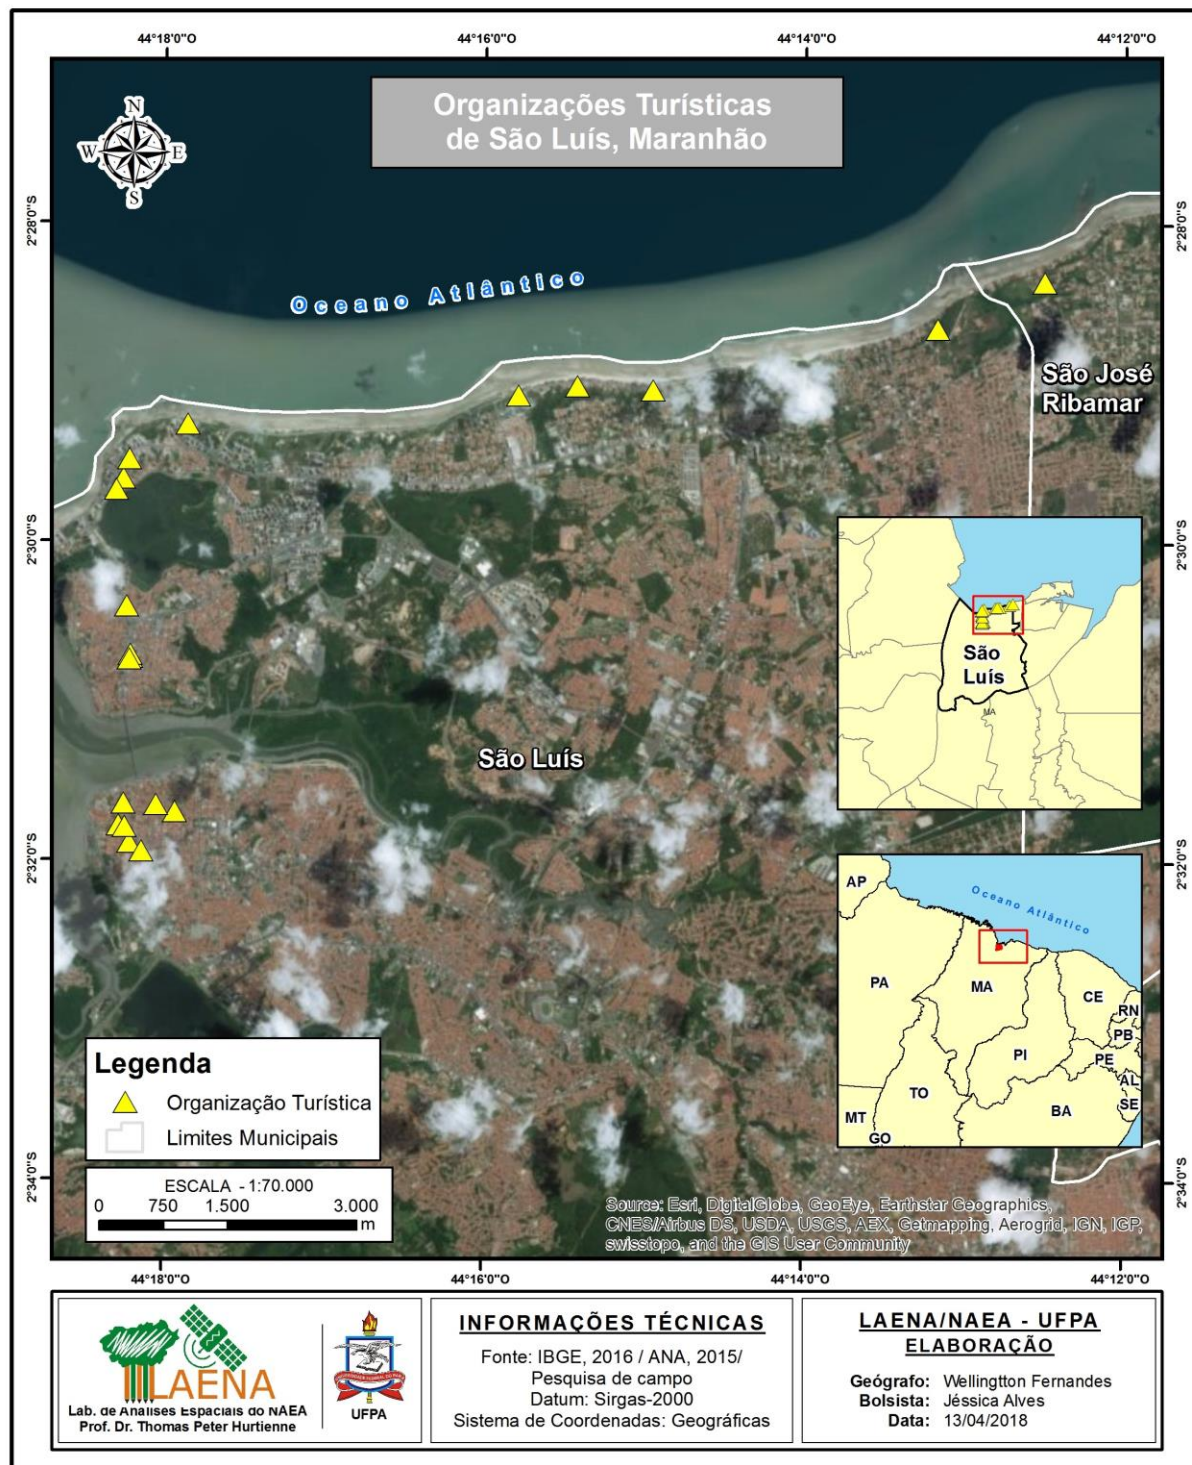 44°18'0"O
44°16'0"O
44°14'0"O
44°12'0"O
Organizações Turísticas
de São Luís, Maranhão
N
W
E
S
2°28'0"S
2°28'0"S
Oceano Atlântico
São José
Ribamar
2°30'0"S
2°30'0"S
São
Luís
MA
São Luís
2°32'0"S
2°32'0"S
AP
Oceano Atlântico
PA
MA
CE
RN
PB
PI
PE
AL
TO
SE
BA
MT
GO
Legenda
Organização Turística
Limites Municipais
ESCALA - 1:70.000
0 750 1.500 3.000
m
2°34'0"S
2°34'0"S
Source: Esri, DigitalGlobe, GeoEye, Earthstar Geographics,
CNES/Airbus DS, USDA, USGS, AEX, Getmapping, Aerogrid, IGN, IGP,
swisstopo, and the GIS User Community
44°18'0"O
44°16'0"O
44°14'0"O
44°12'0"O
LAENA
Lab. de Análises Espaciais do NAEA
Prof. Dr. Thomas Peter Hurtienne
UFPA
INFORMAÇÕES TÉCNICAS
Fonte: IBGE, 2016 / ANA, 2015/
Pesquisa de campo
Datum: Sirgas-2000
Sistema de Coordenadas: Geográficas
LAENA/NAEA - UFPA
ELABORAÇÃO
Geógrafo: Wellingtton Fernandes
Bolsista: Jéssica Alves
Data: 13/04/2018